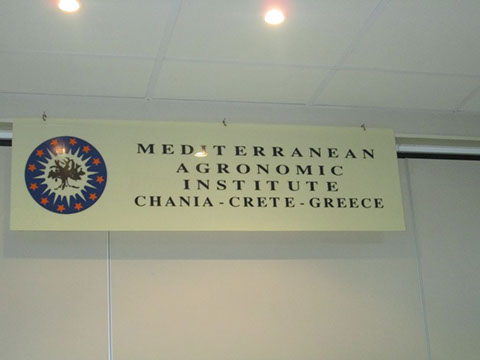 MEDITERRANEAN
AGRONOMIC
INSTITUTE
CHANIA - CRETE - GREECE